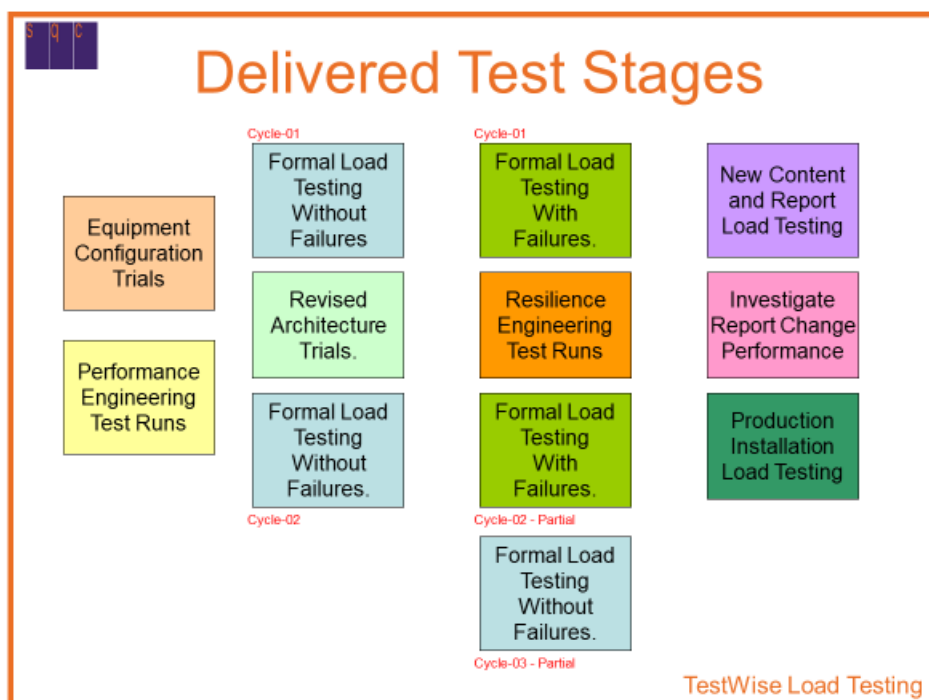 s q c
Delivered Test Stages
Equipment
Configuration
Trials
Performance
Engineering
Test Runs
Cycle-01
Formal Load
Testing
Without
Failures
Revised
Architecture
Trials.
Formal Load
Testing
Without
Failures.
Cycle-02
Cycle-01
Formal Load
Testing
With
Failures.
Resilience
Engineering
Test Runs
Formal Load
Testing
With
Failures.
Cycle-02 - Partial
Formal Load
Testing
Without
Failures.
Cycle-03 - Partial
New Content
and Report
Load Testing
Investigate
Report Change
Performance
Production
Installation
Load Testing
TestWise Load Testing